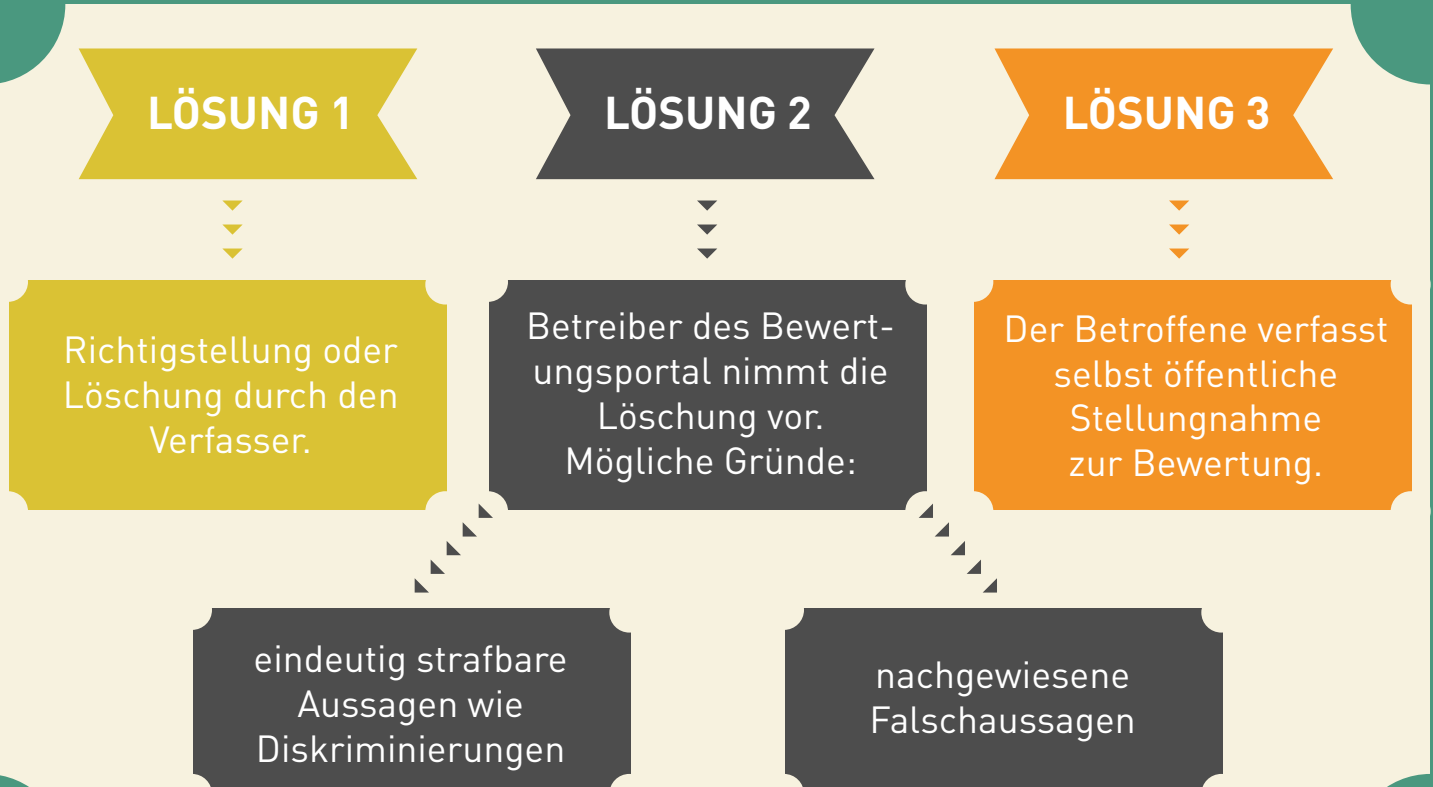 LÖSUNG 1
LÖSUNG 2
LÖSUNG 3
Richtigstellung oder
Löschung durch den
Verfasser.
Betreiber des Bewert-
ungsportal nimmt die
Löschung vor.
Mögliche Gründe:
Der Betroffene verfasst
selbst öffentliche
Stellungnahme
zur Bewertung.
eindeutig strafbare
Aussagen wie
Diskriminierungen
nachgewiesene
Falschaussagen